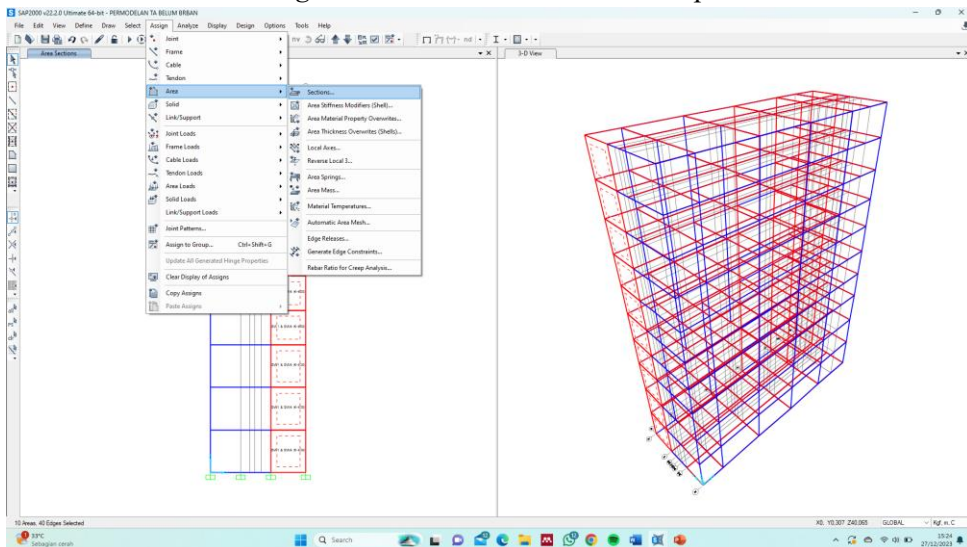 SAP2000 v22.2.0 Ultimate 64-bit - PERMODELAN TA BELUM BRBAN
File Edit View Define Draw Select Assign Analyze Display Design Options Tools Help
Area Sections
3-D View
Joint
Frame
Cable
Tendon
Area
Solid
Link/Support
Joint Loads
Frame Loads
Cable Loads
Tendon Loads
Area Loads
Solid Loads
Link/Support Loads
Joint Patterns...
Assign to Group... Ctrl+Shift+G
Update All Generated Hinge Properties
Clear Display of Assigns
Copy Assigns
Paste Assigns
Sections...
Area Stiffness Modifiers (Shell)...
Area Material Property Overwrites...
Area Thickness Overwrites (Shells)...
Local Axes...
Reverse Local 3...
Area Springs...
Area Mass...
Material Temperatures...
Automatic Area Mesh...
Edge Releases...
Generate Edge Constraints...
Rebar Ratio for Creep Analysis...
10 Areas, 40 Edges Selected
X0, Y0.307 Z40.065 GLOBAL Kgf, m, C
33°C
Sebagian cerah
Search
15:24
27/12/2023